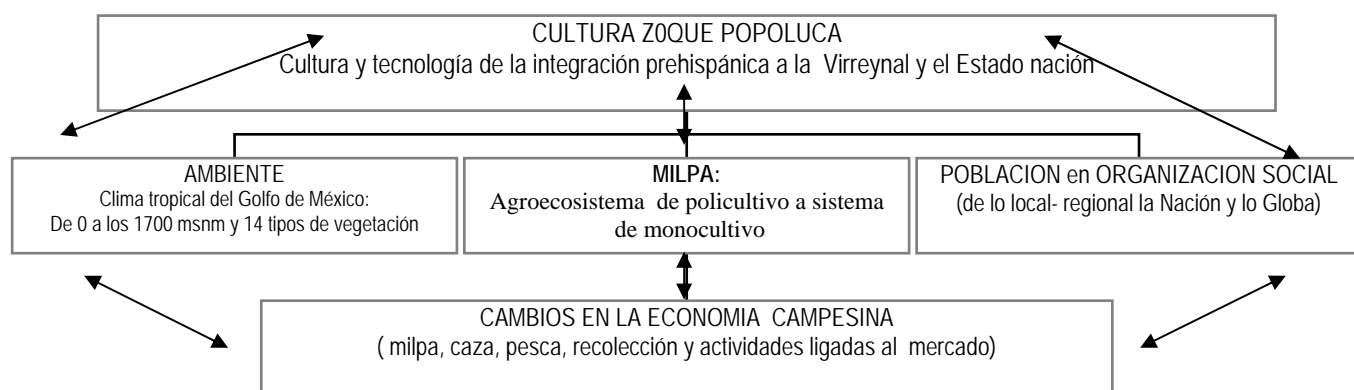 CULTURA Z0QUE POPOLUCA
Cultura y tecnología de la integración prehispánica a la Virreynal y el Estado nación
AMBIENTE
Clima tropical del Golfo de México:
De 0 a los 1700 msnm y 14 tipos de vegetación
MILPA:
Agroecosistema de policultivo a sistema
de monocultivo
POBLACION en ORGANIZACION SOCIAL
(de lo local- regional la Nación y lo Globa)
CAMBIOS EN LA ECONOMIA CAMPESINA
( milpa, caza, pesca, recolección y actividades ligadas al mercado)